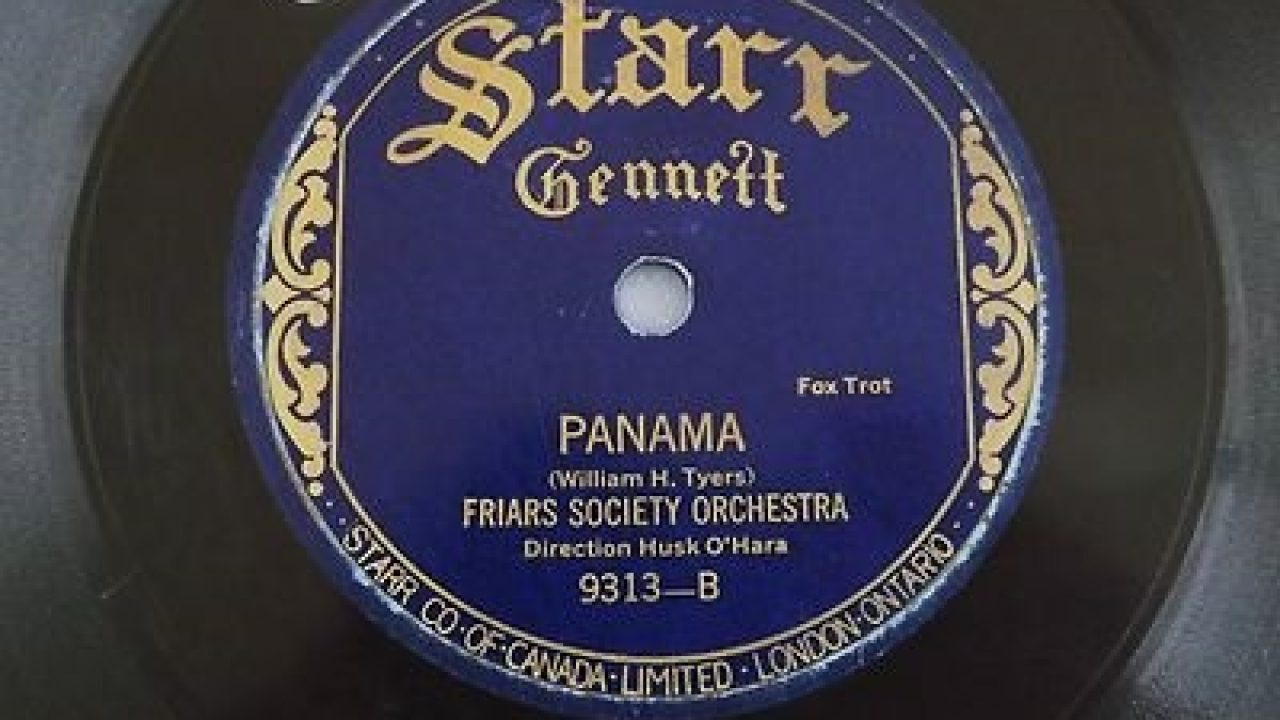 Starr
Gennett
Fox Trot
PANAMA
(William H. Tyers)
FRIARS SOCIETY ORCHESTRA
Direction Husk O'Hara
9313—B
··STARR CO·OF·CANADA·LIMITED·LONDON·ONTARIO··